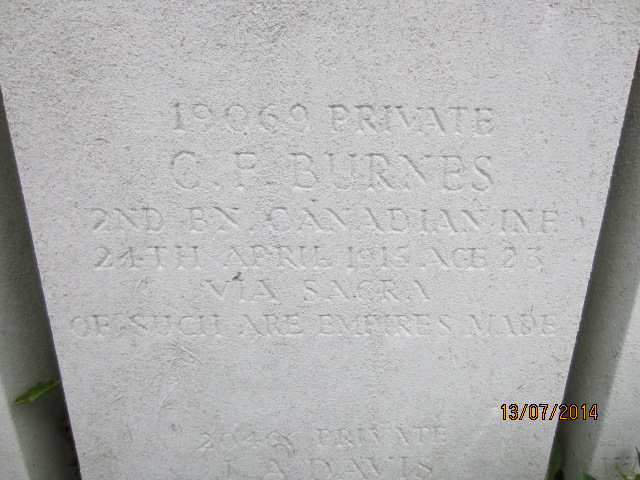 19069 PRIVATE
C. F. BURNES
2ND BN CANADIAN INF.
24TH APRIL 1915 AGE 23
VIA SACRA
OF SUCH ARE EMPIRES MADE
PRIVATE
DAVIS
13/07/2014